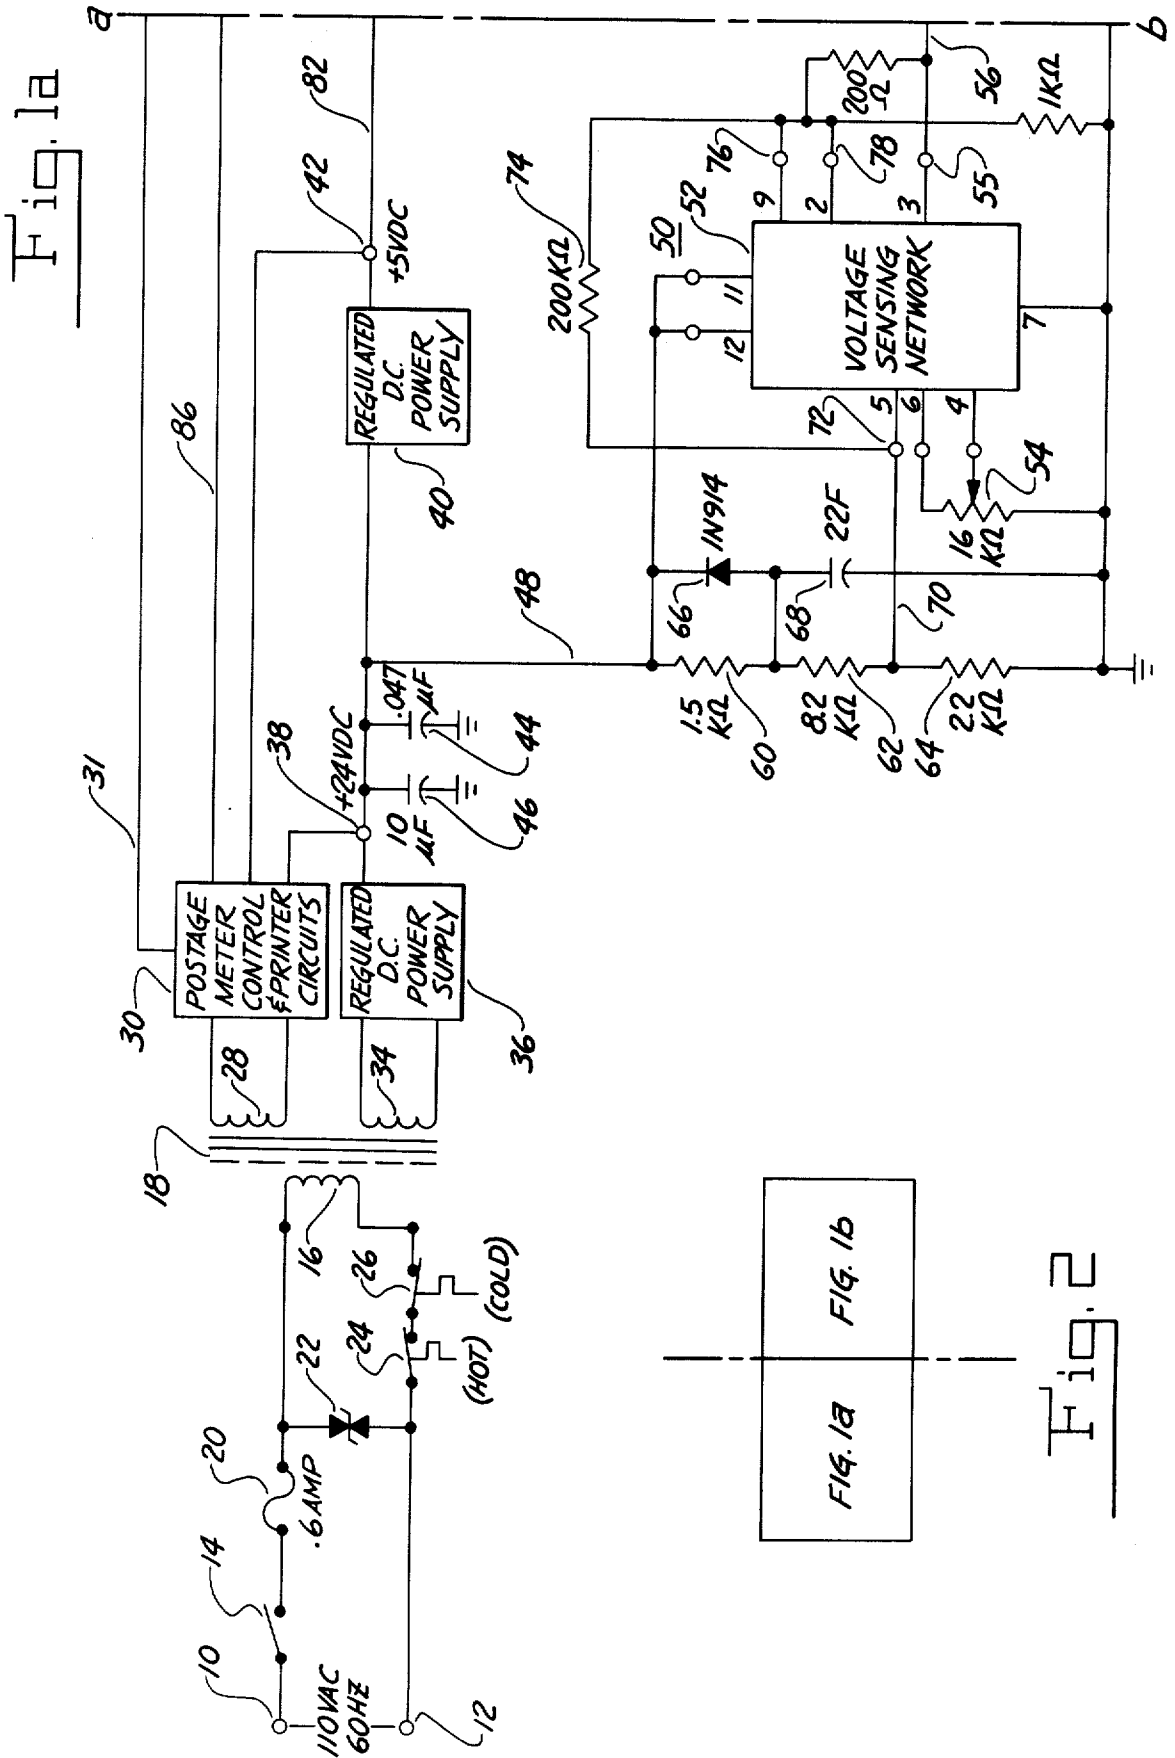 Fig. 1a
a
b
10
110VAC
60HZ
12
14
20
.6AMP
22
24
(HOT)
26
(COLD)
16
18
28
34
30
POSTAGE
METER
CONTROL
&PRINTER
CIRCUITS
31
86
36
REGULATED
D.C.
POWER
SUPPLY
38
+24VDC
10
µF
46
.047
µF
44
48
40
REGULATED
D.C.
POWER
SUPPLY
42
+5VDC
82
1.5
KΩ
60
8.2
KΩ
62
64
22
KΩ
66
1N914
68
22F
70
72
74
200KΩ
50
52
12
11
VOLTAGE
SENSING
NETWORK
5
6
4
7
9
2
3
54
16
KΩ
76
78
55
56
200
Ω
1KΩ
FIG. 1a
FIG. 1b
Fig. 2